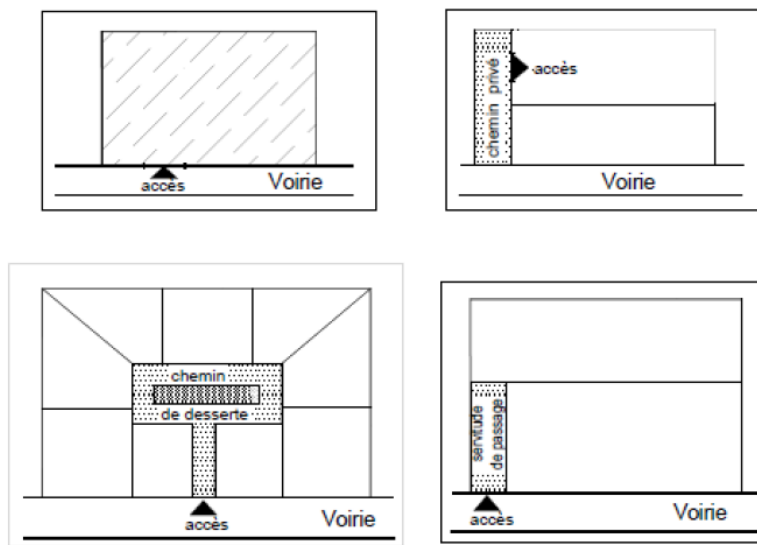 accès
Voirie
chemin privé
accès
Voirie
chemin
de desserte
accès
Voirie
servitude
de passage
accès
Voirie